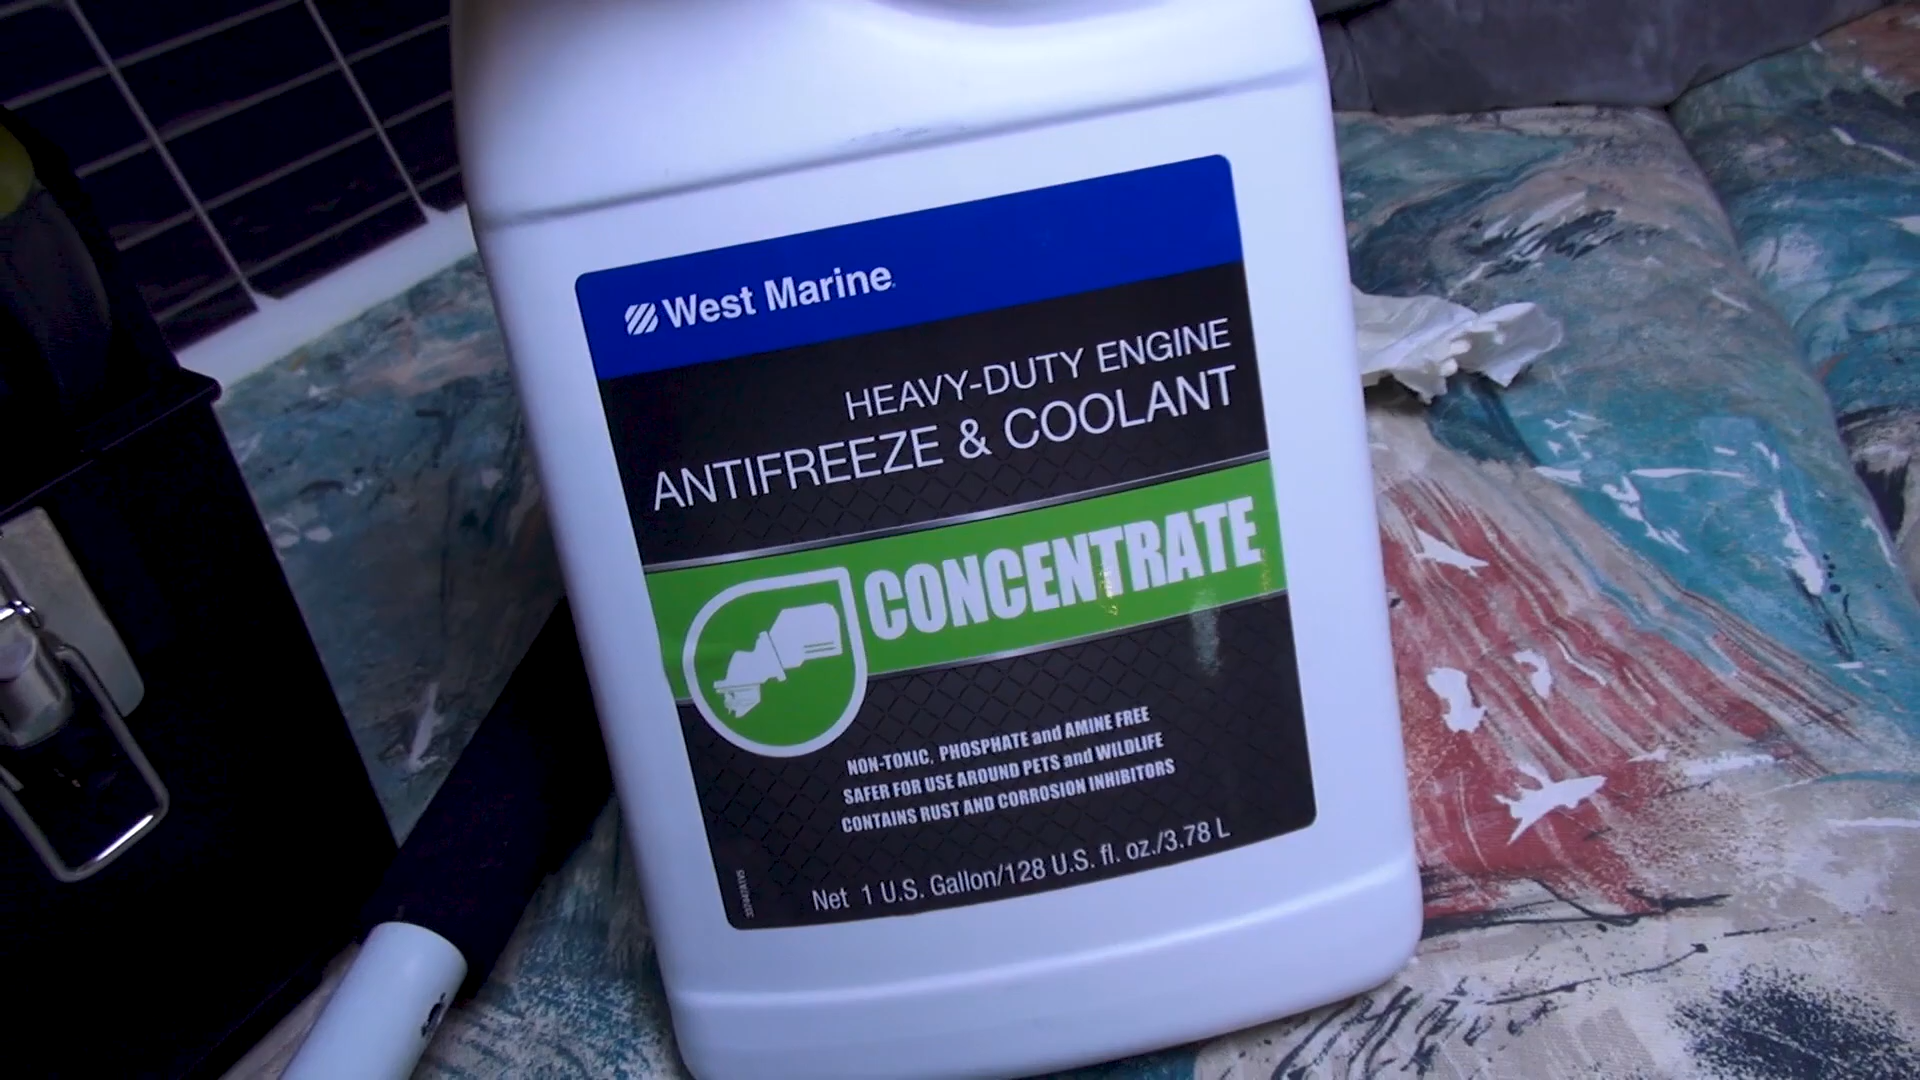 West Marine
HEAVY-DUTY ENGINE
ANTIFREEZE & COOLANT
CONCENTRATE
NON-TOXIC, PHOSPHATE and AMINE FREE
SAFER FOR USE AROUND PETS and WILDLIFE
CONTAINS RUST AND CORROSION INHIBITORS
Net 1 U.S. Gallon/128 U.S. fl. oz./3.78 L